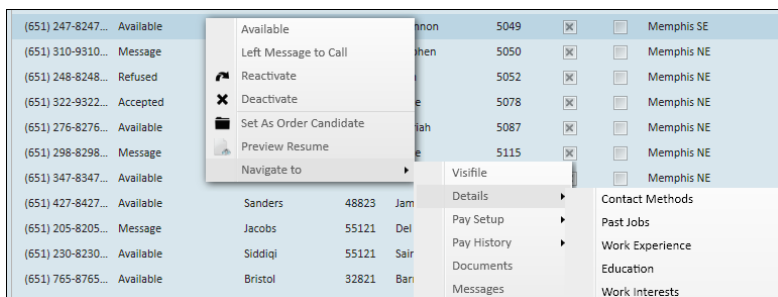 (651) 247-8247... Available Available 5049 Memphis SE
(651) 310-9310... Message Left Message to Call 5050 Memphis NE
(651) 248-8248... Refused Reactivate 5052 Memphis NE
(651) 322-9322... Accepted Deactivate 5078 Memphis NE
(651) 276-8276... Available Set As Order Candidate 5087 Memphis NE
(651) 298-8298... Message Preview Resume 5115 Memphis NE
(651) 347-8347... Available Navigate to Visifile Memphis NE
(651) 427-8427... Available Sanders 48823 Jam Details Contact Methods
(651) 205-8205... Message Jacobs 55121 Del Pay Setup Past Jobs
(651) 230-8230... Available Siddiqi 55121 Sair Pay History Work Experience
(651) 765-8765... Available Bristol 32821 Documents Education
Messages Work Interests